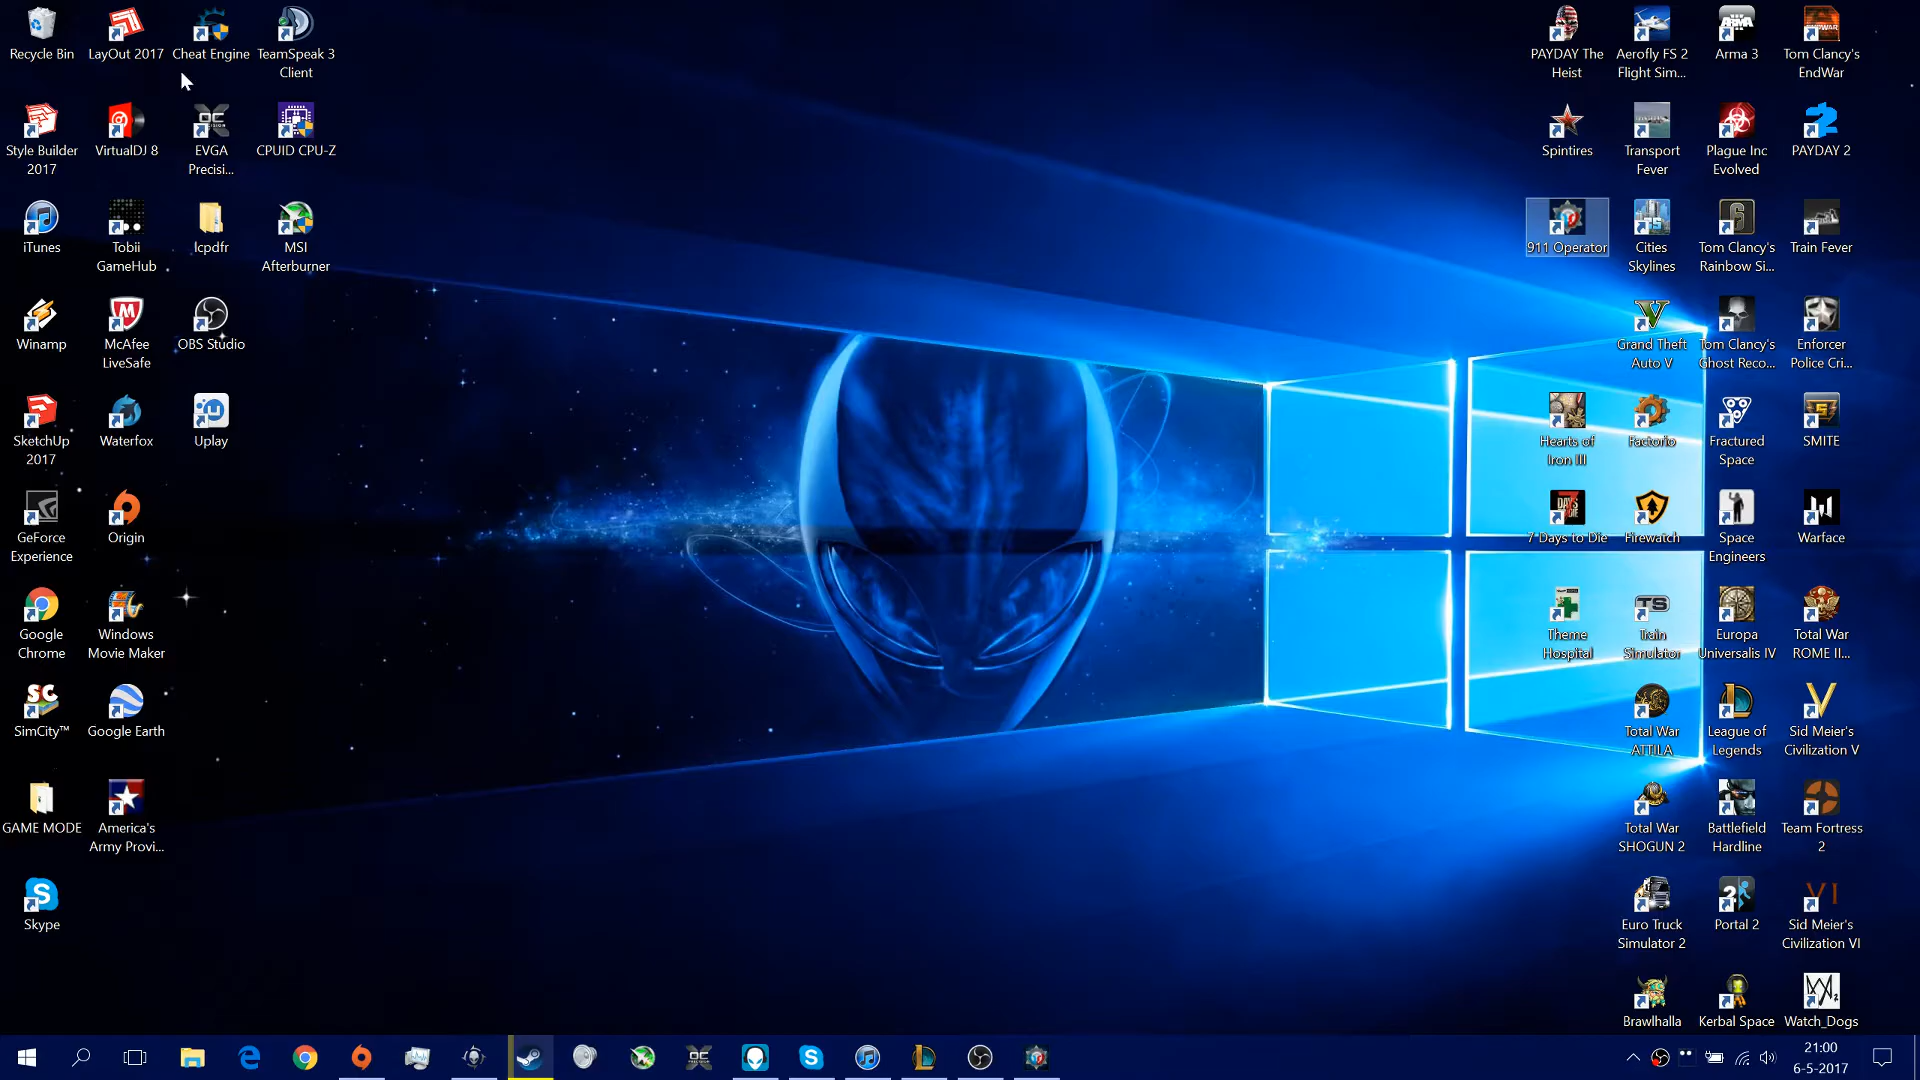 Recycle Bin
LayOut 2017
Cheat Engine
TeamSpeak 3
Client
Style Builder
2017
VirtualDJ 8
EVGA
Precisi...
CPUID CPU-Z
iTunes
Tobii
GameHub
lcpdfr
MSI
Afterburner
Winamp
McAfee
LiveSafe
OBS Studio
SketchUp
2017
Waterfox
Uplay
GeForce
Experience
Origin
Google
Chrome
Windows
Movie Maker
SimCity™
Google Earth
GAME MODE
America's
Army Provi...
Skype
PAYDAY The
Heist
Aerofly FS 2
Flight Sim...
Arma 3
Tom Clancy's
EndWar
Spintires
Transport
Fever
Plague Inc
Evolved
PAYDAY 2
911 Operator
Cities
Skylines
Tom Clancy's
Rainbow Si...
Train Fever
Grand Theft
Auto V
Tom Clancy's
Ghost Reco...
Enforcer
Police Cri...
Hearts of
Iron III
Factorio
Fractured
Space
SMITE
7 Days to Die
Firewatch
Space
Engineers
Warface
Theme
Hospital
Train
Simulator
Europa
Universalis IV
Total War
ROME II...
Total War
ATTILA
League of
Legends
Sid Meier's
Civilization V
Total War
SHOGUN 2
Battlefield
Hardline
Team Fortress
2
Euro Truck
Simulator 2
Portal 2
Sid Meier's
Civilization VI
Brawlhalla
Kerbal Space
Watch_Dogs
21:00
6-5-2017